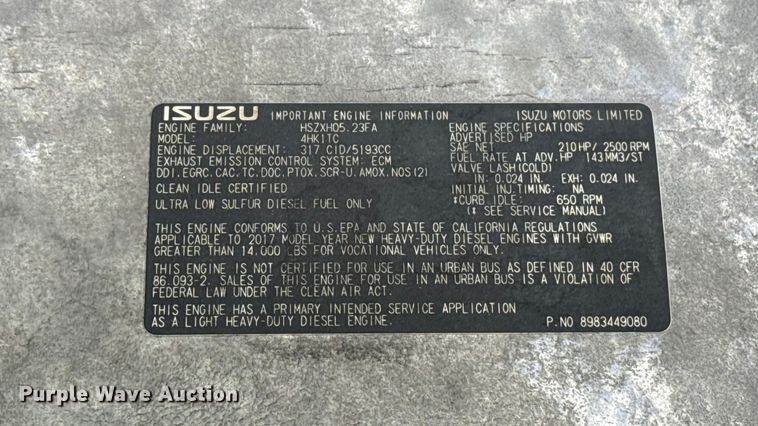 ISUZU IMPORTANT ENGINE INFORMATION ISUZU MOTORS LIMITED
ENGINE FAMILY: HSZXH05.23FA
MODEL: 4HK1TC
ENGINE DISPLACEMENT: 317 CID/5193CC
EXHAUST EMISSION CONTROL SYSTEM: ECM
DDI.EGRC.CAC.TC.DOC.PTOX.SCR-U.AMOX.NOS(2)
CLEAN IDLE CERTIFIED
ULTRA LOW SULFUR DIESEL FUEL ONLY
ENGINE SPECIFICATIONS
ADVERTISED HP
SAE NET 210HP/ 2500RPM
FUEL RATE AT ADV.HP 143MM3/ST
VALVE LASH(COLD)
IN: 0.024 IN EXH: 0.024 IN
INITIAL INJ.TIMING: NA
*CURB IDLE: 650 RPM
(* SEE SERVICE MANUAL)
THIS ENGINE CONFORMS TO U.S.EPA AND STATE OF CALIFORNIA REGULATIONS
APPLICABLE TO 2017 MODEL YEAR NEW HEAVY-DUTY DIESEL ENGINES WITH GVWR
GREATER THAN 14.000 LBS FOR VOCATIONAL VEHICLES ONLY.
THIS ENGINE IS NOT CERTIFIED FOR USE IN AN URBAN BUS AS DEFINED IN 40 CFR
86.093-2. SALES OF THIS ENGINE FOR USE IN AN URBAN BUS IS A VIOLATION OF
FEDERAL LAW UNDER THE CLEAN AIR ACT.
THIS ENGINE HAS A PRIMARY INTENDED SERVICE APPLICATION
AS A LIGHT HEAVY-DUTY DIESEL ENGINE.
P.NO 8983449080
Purple Wave Auction